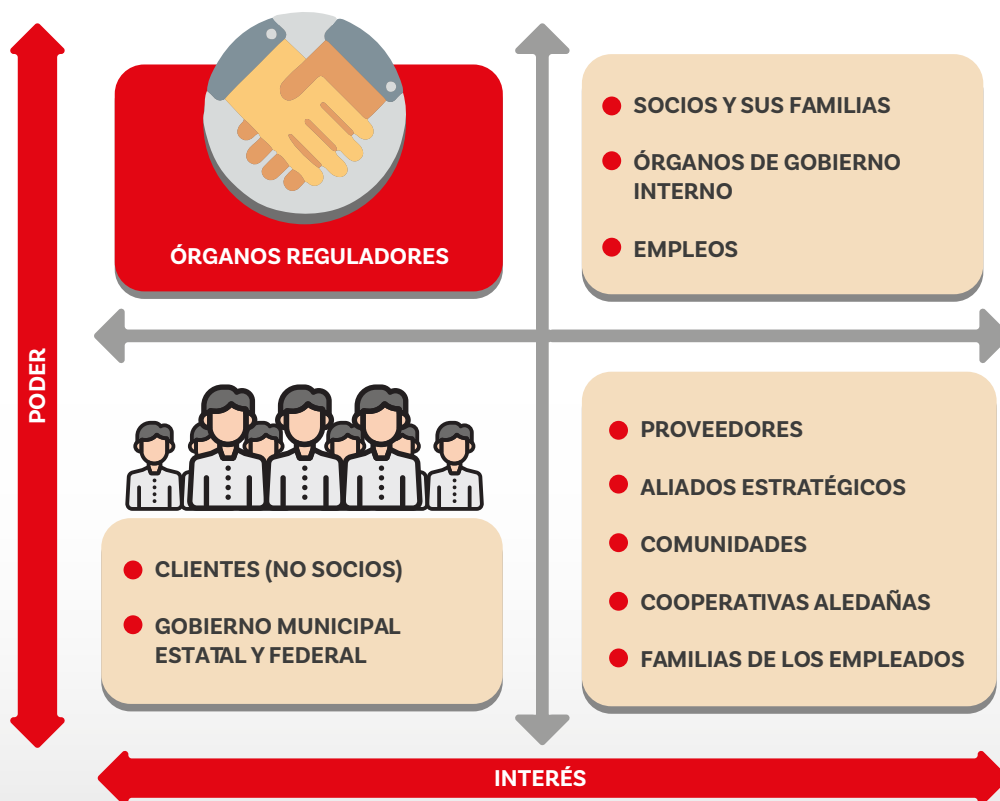 PODER
ÓRGANOS REGULADORES
SOCIOS Y SUS FAMILIAS
ÓRGANOS DE GOBIERNO
INTERNO
EMPLEOS
CLIENTES (NO SOCIOS)
GOBIERNO MUNICIPAL
ESTATAL Y FEDERAL
PROVEEDORES
ALIADOS ESTRATÉGICOS
COMUNIDADES
COOPERATIVAS ALEDAÑAS
FAMILIAS DE LOS EMPLEADOS
INTERÉS